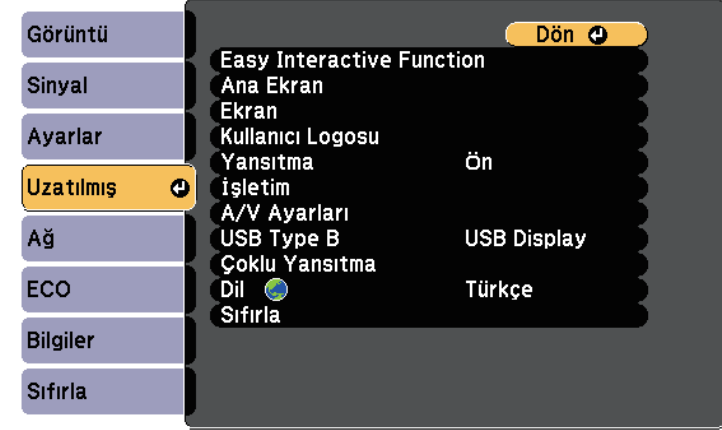 Görüntü
Sinyal
Ayarlar
Uzatılmış
Ağ
ECO
Bilgiler
Sıfırla
Dön
Easy Interactive Function
Ana Ekran
Ekran
Kullanıcı Logosu
Yansıtma Ön
İşletim
A/V Ayarları
USB Type B USB Display
Çoklu Yansıtma
Dil Türkçe
Sıfırla